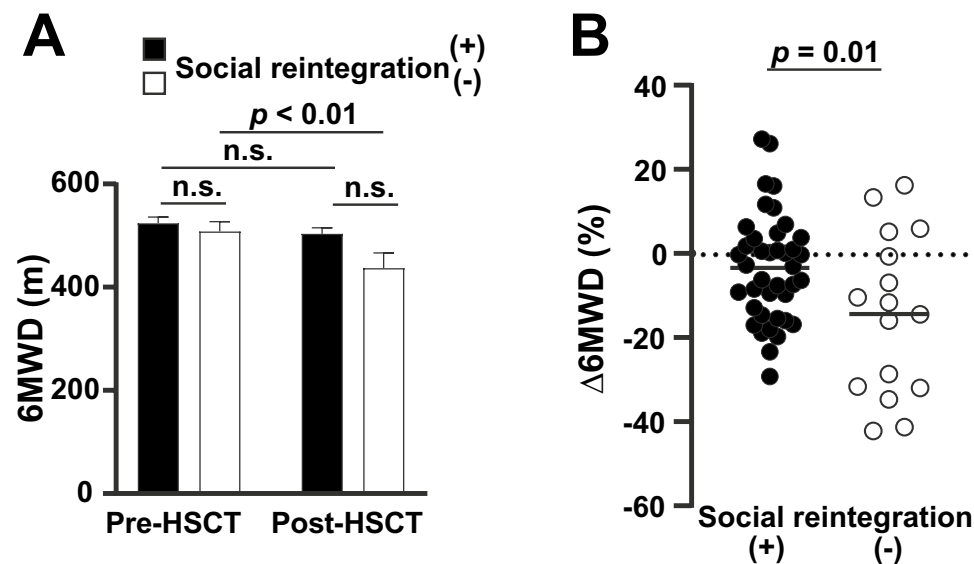 A
Social reintegration (+)
(-)
p < 0.01
n.s.
n.s.
n.s.
6MWD (m)
600
400
200
0
Pre-HSCT
Post-HSCT
B
p = 0.01
Δ6MWD (%)
40
20
0
-20
-40
-60
Social reintegration
(+)
(-)